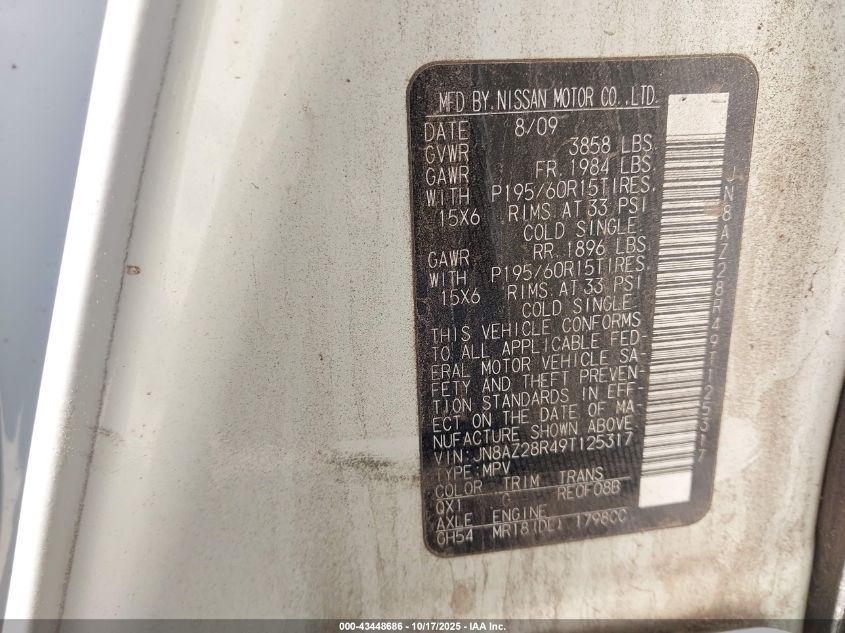 MFD BY. NISSAN MOTOR CO.,LTD.
DATE 8/09
GVWR 3858 LBS.
GAWR FR. 1984 LBS.
WITH P195/60R15TIRES.
15X6 RIMS. AT 33 PSI
COLD SINGLE
GAWR RR. 1896 LBS.
WITH P195/60R15TIRES.
15X6 RIMS. AT 33 PSI
COLD SINGLE
THIS VEHICLE CONFORMS
TO ALL APPLICABLE FED-
ERAL MOTOR VEHICLE SA-
FETY AND THEFT PREVEN-
TION STANDARDS IN EFF-
ECT ON THE DATE OF MA-
NUFACTURE SHOWN ABOVE.
VIN: JN8AZ28R49T125317
TYPE: MPV
COLOR TRIM TRANS
QX1 G RE0F08B
AXLE ENGINE
CH54 1798CC
JN8AZ28R49T125317
000-43448686 - 10/17/2025 - IAA Inc.